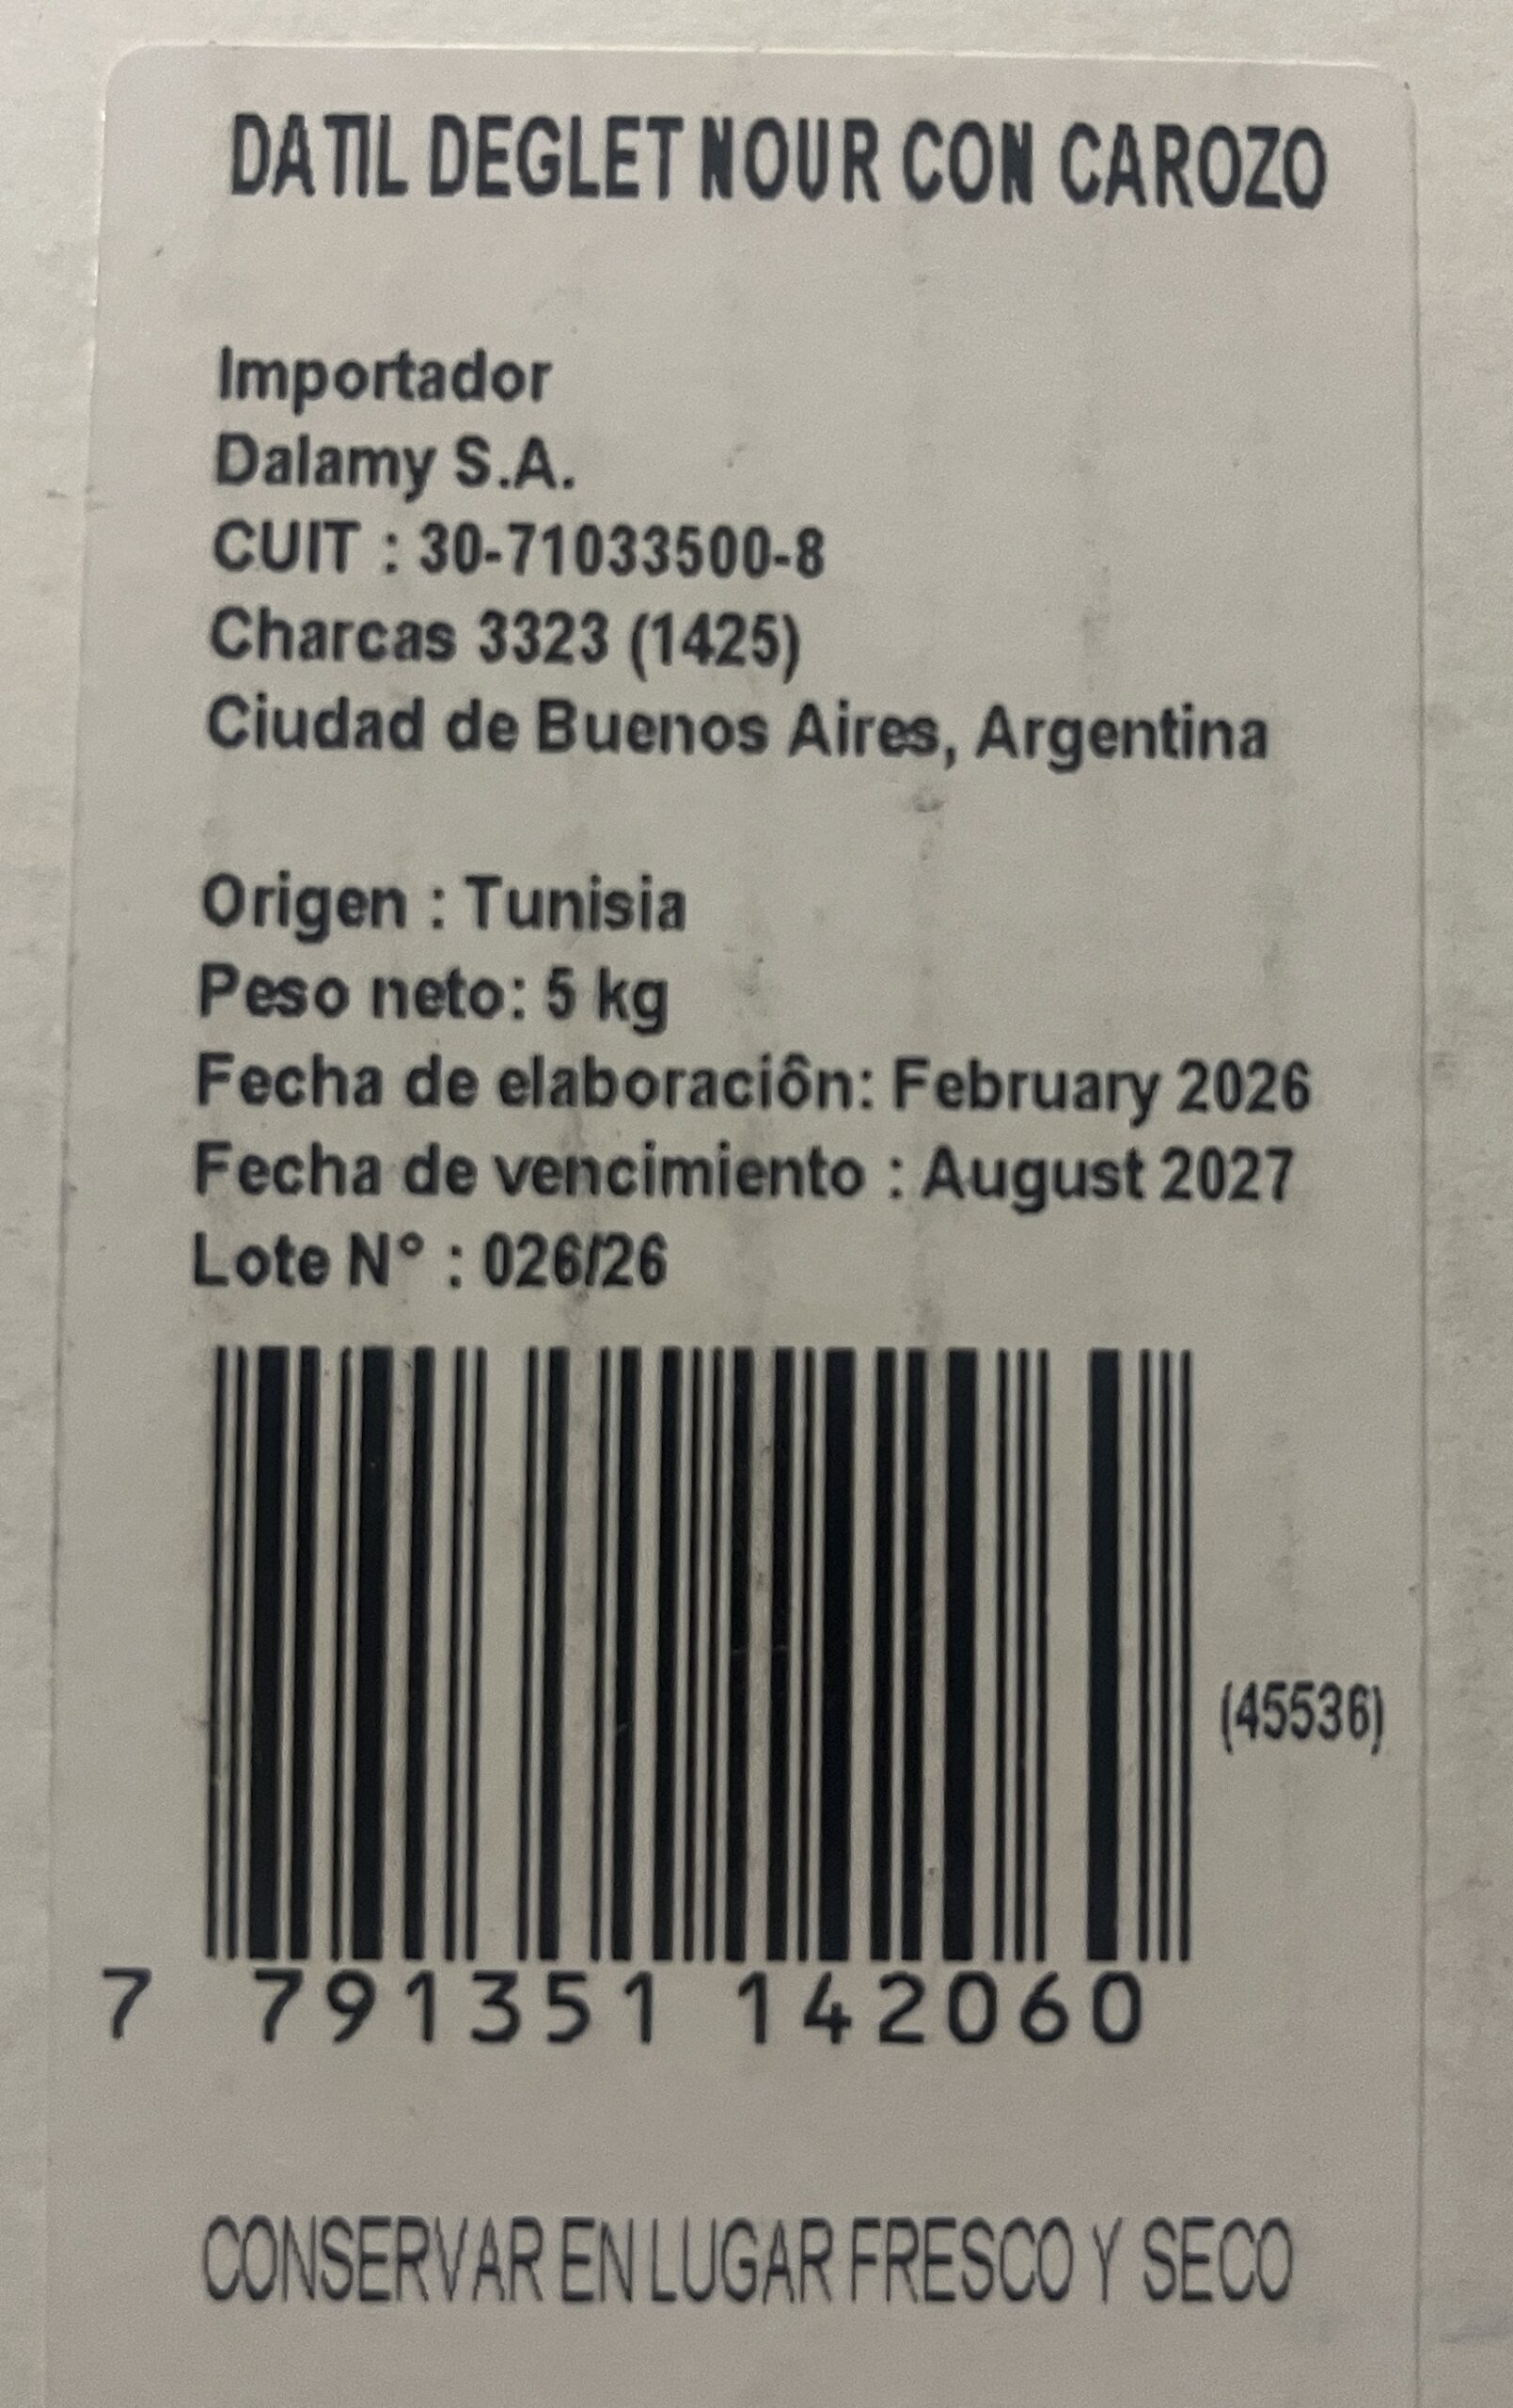 DATIL DEGLET NOUR CON CAROZO
Importador
Dalamy S.A.
CUIT : 30-71033500-8
Charcas 3323 (1425)
Ciudad de Buenos Aires, Argentina
Origen : Tunisia
Peso neto: 5 kg
Fecha de elaboraciôn: February 2026
Fecha de vencimiento : August 2027
Lote N° : 026/26
(45536)
7 791351 142060
CONSERVAR EN LUGAR FRESCO Y SECO